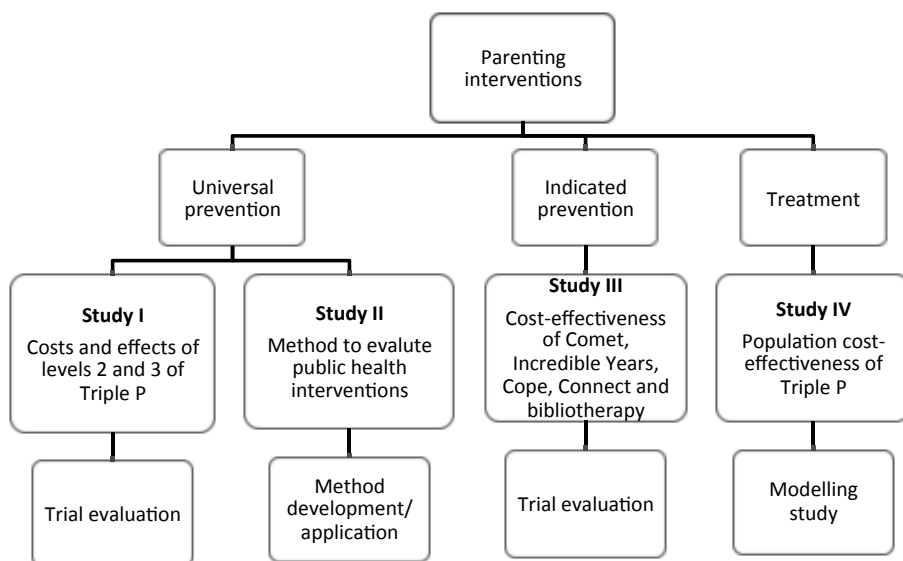 Parenting
interventions
Universal
prevention
Indicated
prevention
Treatment
Study I
Costs and effects of
levels 2 and 3 of
Triple P
Study II
Method to evalute
public health
interventions
Study III
Cost-effectiveness
of Comet,
Incredible Years,
Cope, Connect and
bibliotherapy
Study IV
Population cost-
effectiveness of
Triple P
Trial evaluation
Method
development/
application
Trial evaluation
Modelling
study